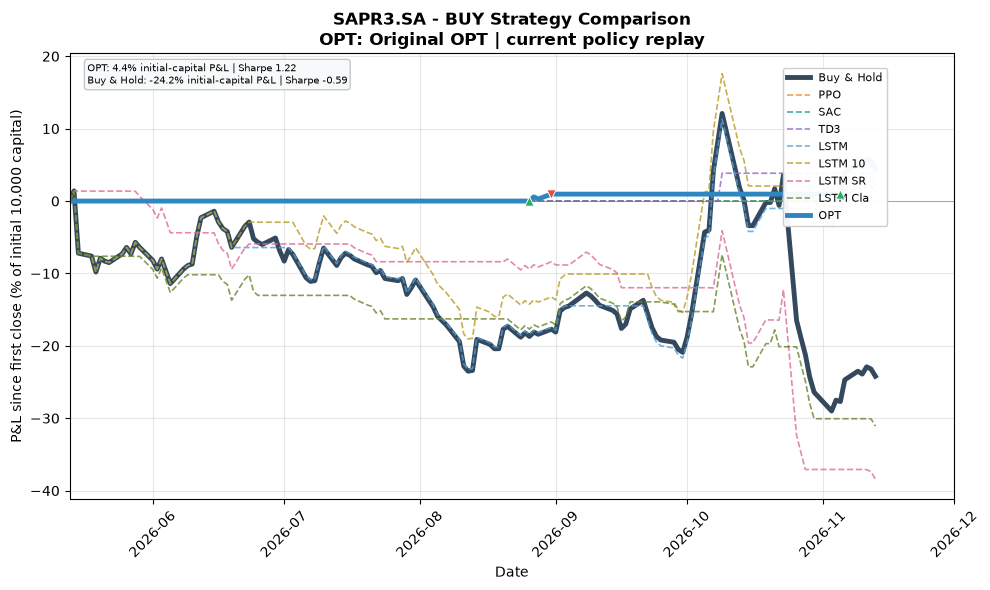 SAPR3.SA - BUY Strategy Comparison
OPT: Original OPT | current policy replay
OPT: 4.4% initial-capital P&L | Sharpe 1.22
Buy & Hold: -24.2% initial-capital P&L | Sharpe -0.59
Buy & Hold
PPO
SAC
TD3
LSTM
LSTM 10
LSTM SR
LSTM Cla
OPT
P&L since first close (% of initial 10,000 capital)
20
10
0
−10
−20
−30
−40
2026-06
2026-07
2026-08
2026-09
2026-10
2026-11
2026-12
Date